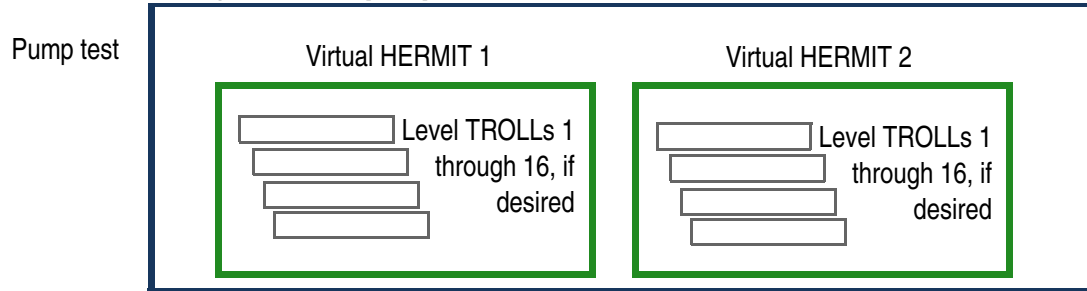 Pump test
Virtual HERMIT 1
Virtual HERMIT 2
Level TROLLs 1
through 16, if
desired
Level TROLLs 1
through 16, if
desired